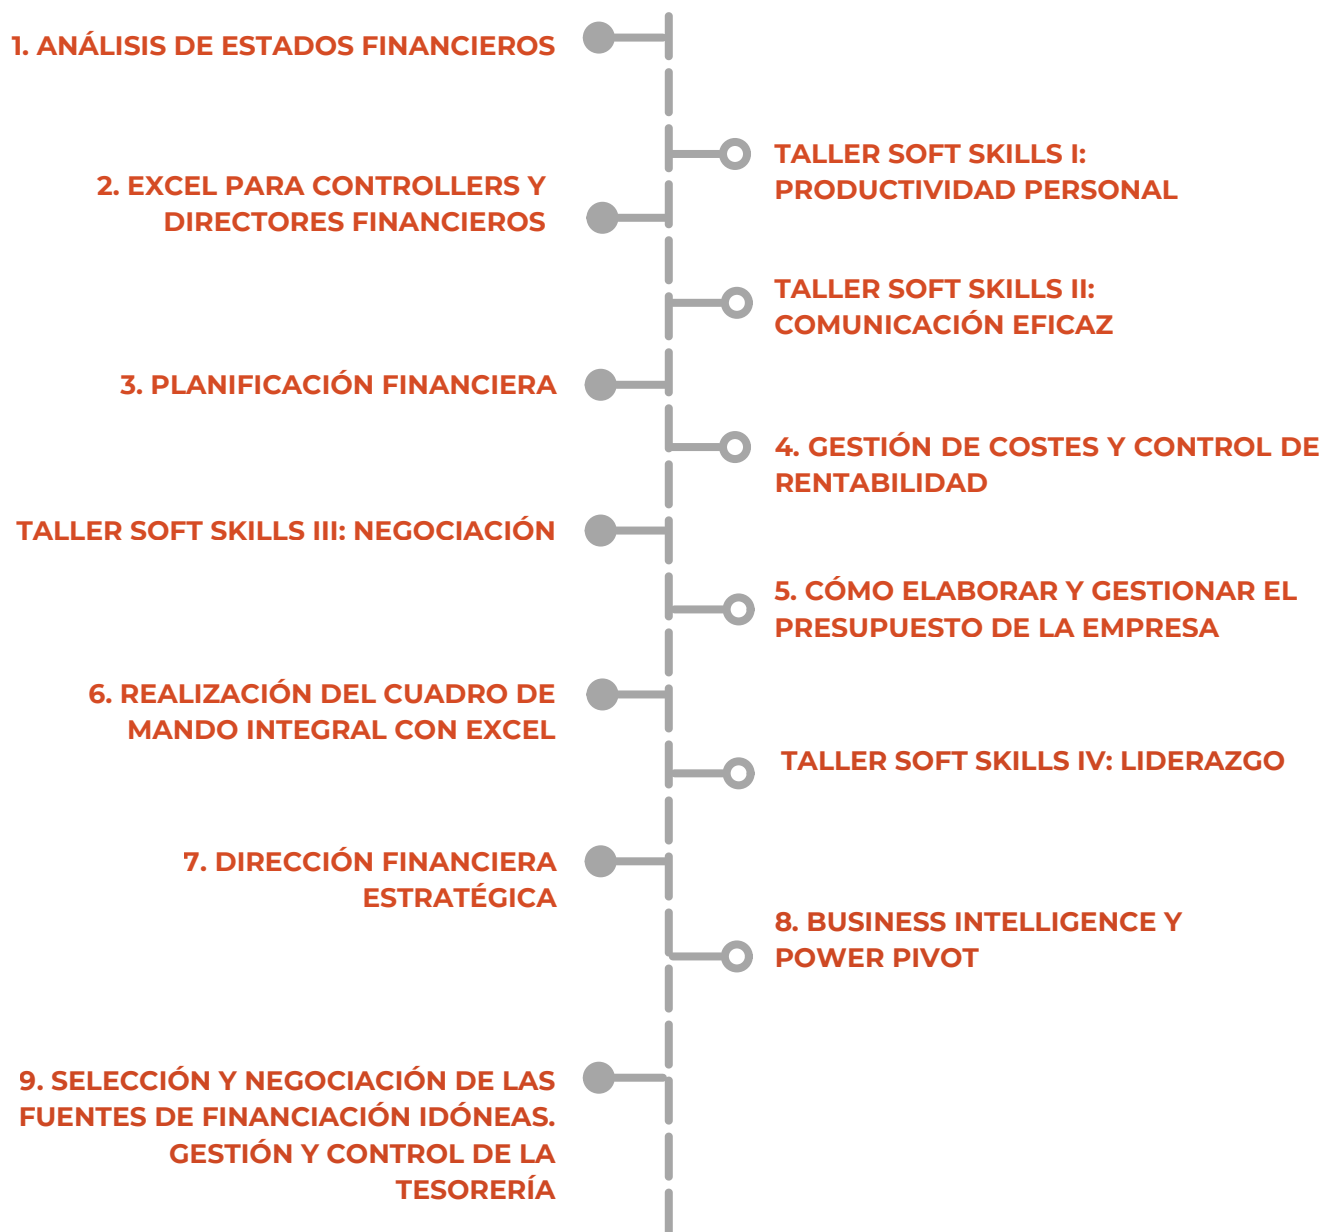 1. ANÁLISIS DE ESTADOS FINANCIEROS
TALLER SOFT SKILLS I:
PRODUCTIVIDAD PERSONAL
2. EXCEL PARA CONTROLLERS Y
DIRECTORES FINANCIEROS
TALLER SOFT SKILLS II:
COMUNICACIÓN EFICAZ
3. PLANIFICACIÓN FINANCIERA
4. GESTIÓN DE COSTES Y CONTROL DE
RENTABILIDAD
TALLER SOFT SKILLS III: NEGOCIACIÓN
5. CÓMO ELABORAR Y GESTIONAR EL
PRESUPUESTO DE LA EMPRESA
6. REALIZACIÓN DEL CUADRO DE
MANDO INTEGRAL CON EXCEL
TALLER SOFT SKILLS IV: LIDERAZGO
7. DIRECCIÓN FINANCIERA
ESTRATÉGICA
8. BUSINESS INTELLIGENCE Y
POWER PIVOT
9. SELECCIÓN Y NEGOCIACIÓN DE LAS
FUENTES DE FINANCIACIÓN IDÓNEAS.
GESTIÓN Y CONTROL DE LA
TESORERÍA